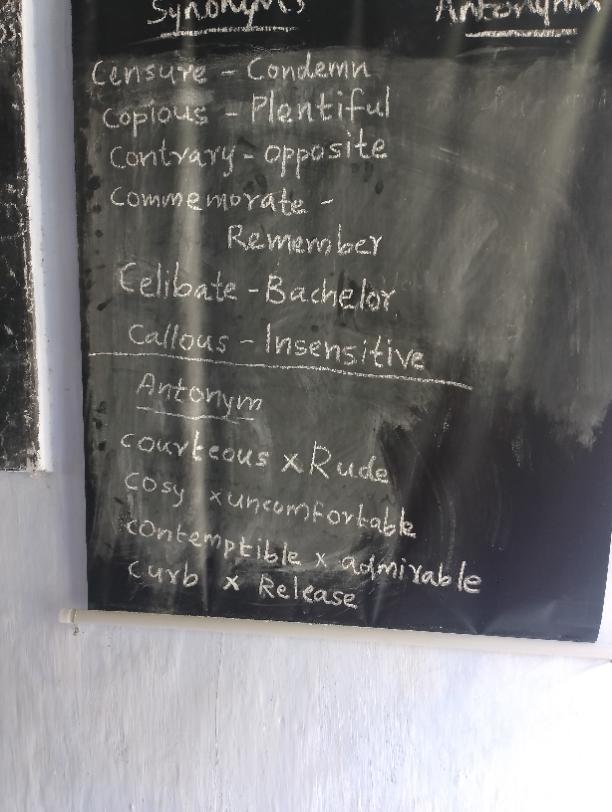 Synonyms
Antonyms
Censure - Condemn
Copious - Plentiful
Contrary - opposite
Commemorate -
Remember
Celibate - Bachelor
Callous - Insensitive
Antonym
courteous x Rude
cosy x uncomfortable
contemptible x admirable
curb x Release